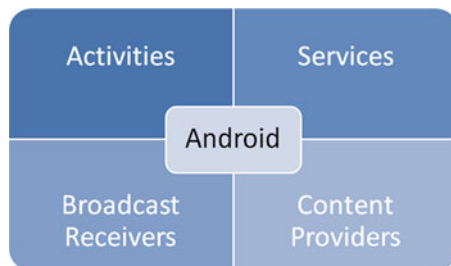 Activities
Services
Android
Broadcast
Receivers
Content
Providers